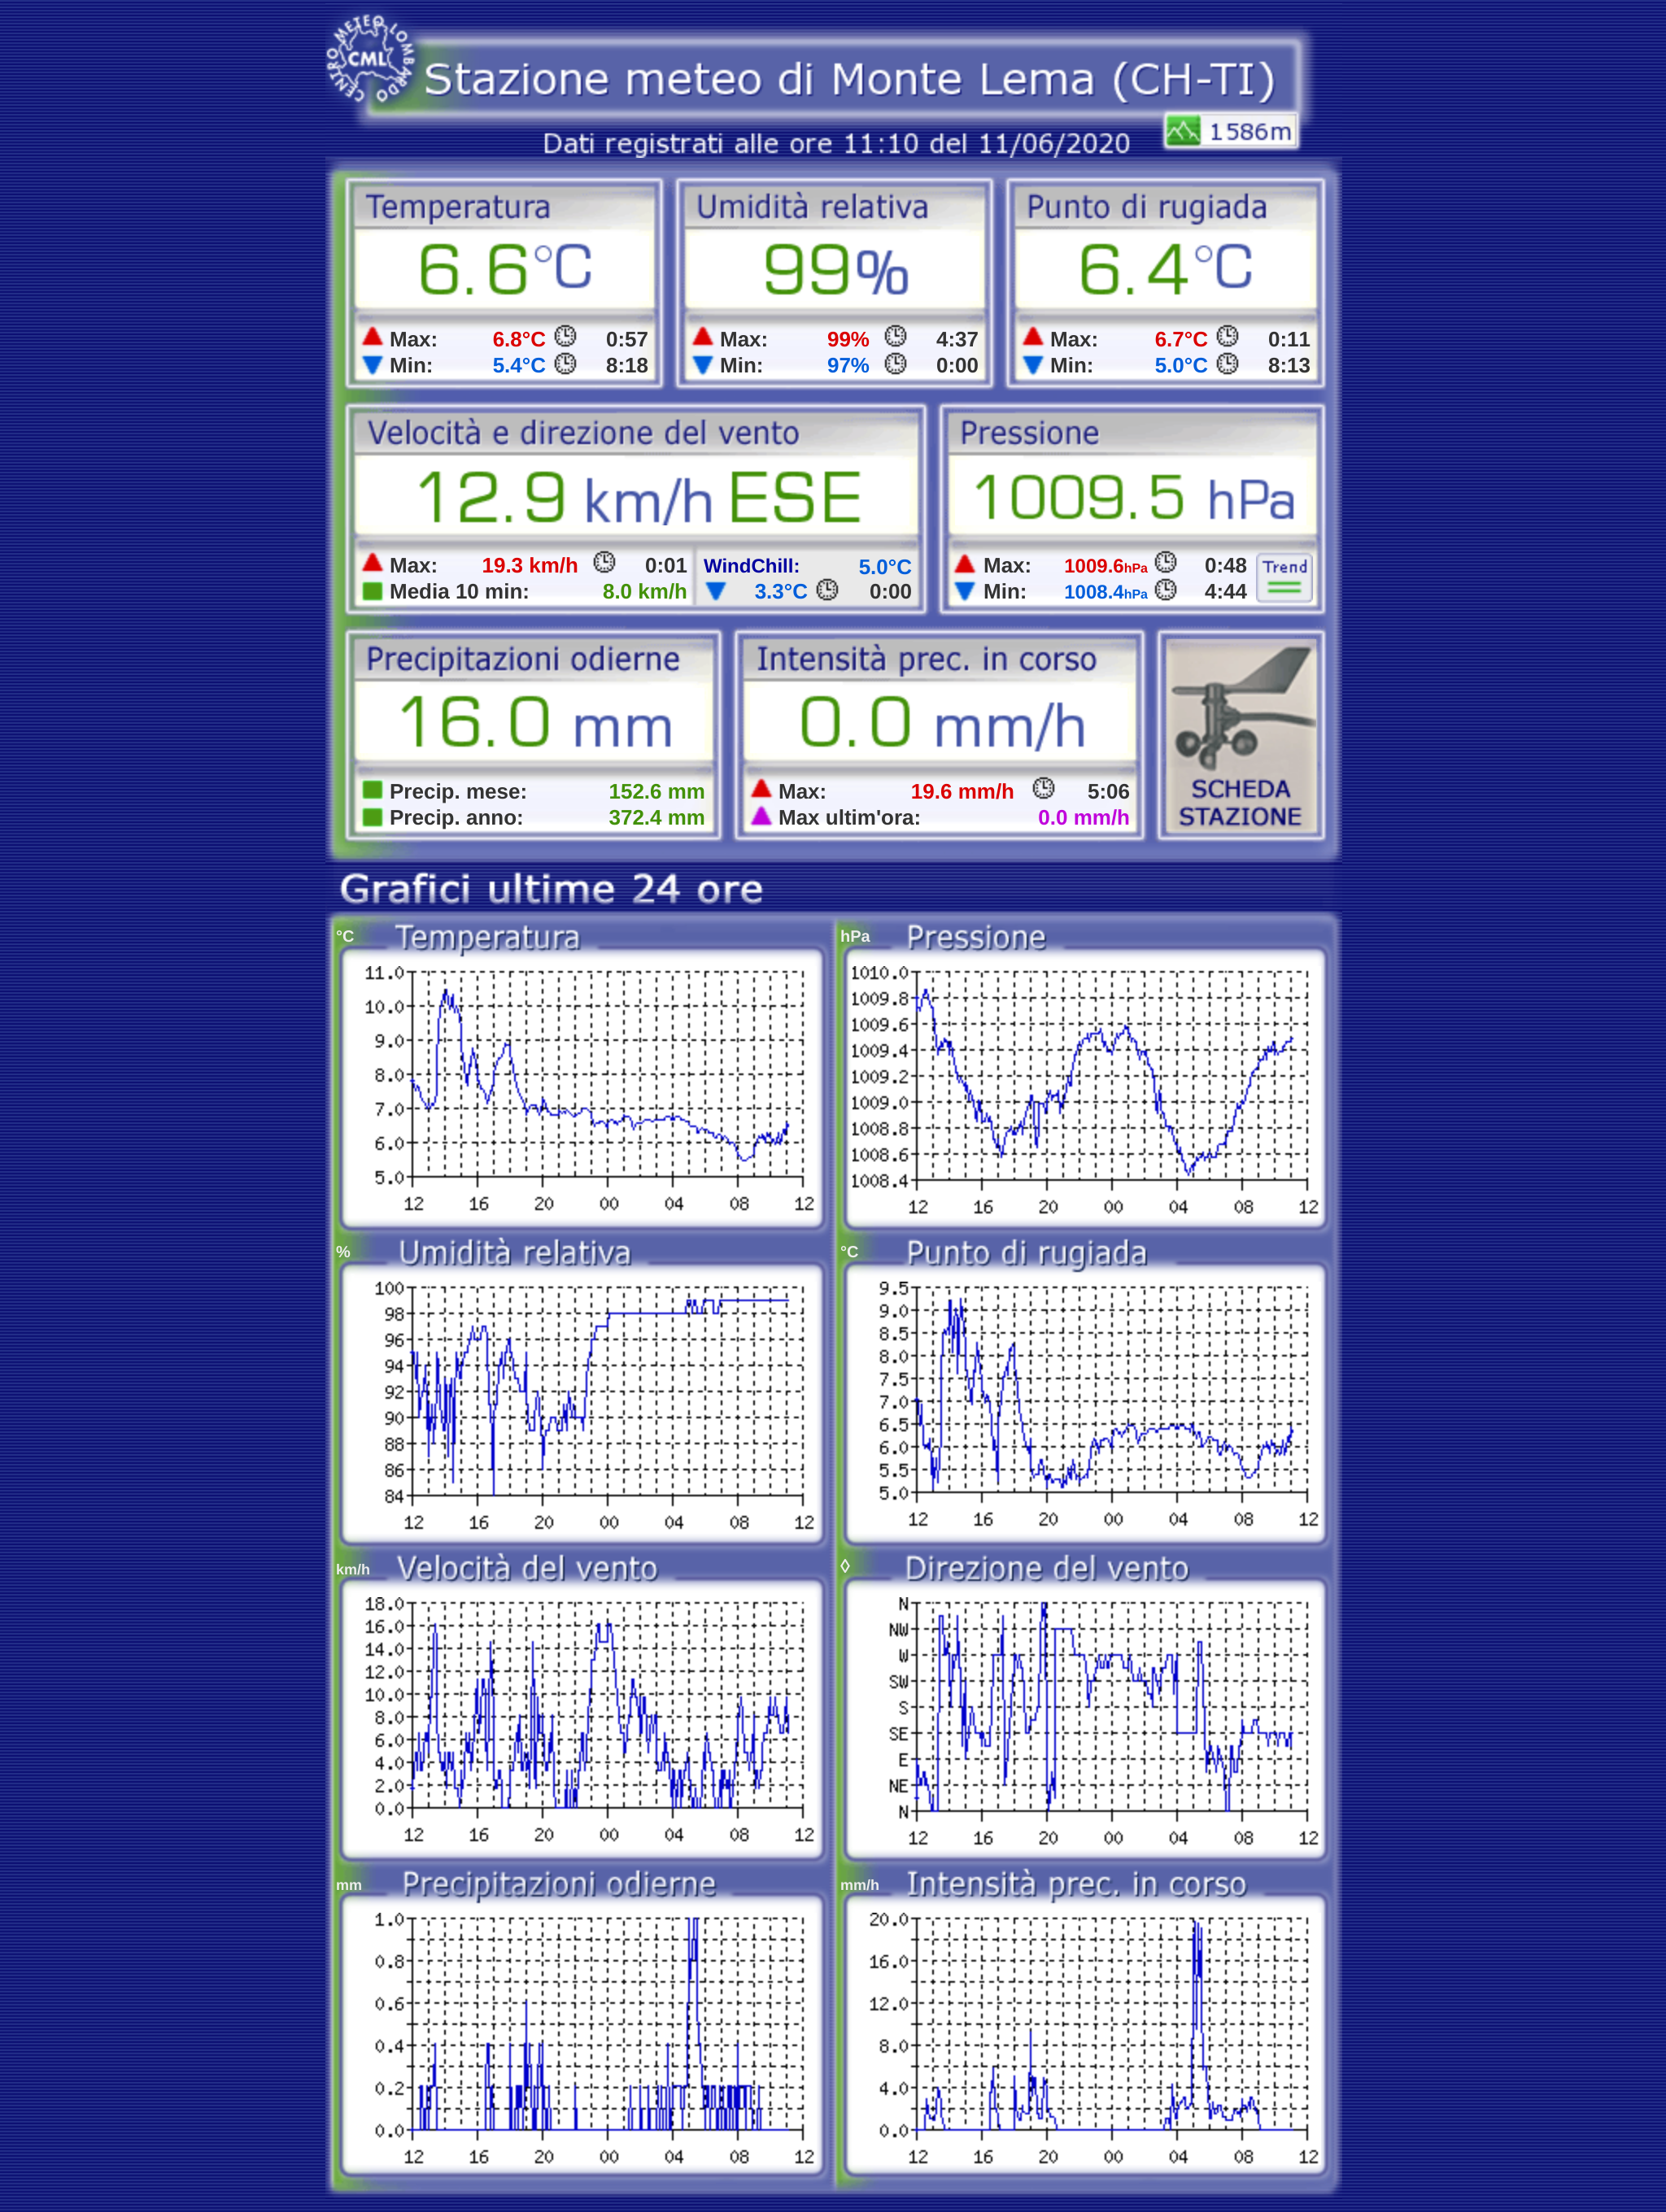 CENTRO METEO LOMBARDO
CML
Stazione meteo di Monte Lema (CH-TI)
Dati registrati alle ore 11:10 del 11/06/2020
1586m
Temperatura Umidità relativa Punto di rugiada
6.6°C 99% 6.4°C
Max: 6.8°C 0:57 Max: 99% 4:37 Max: 6.7°C 0:11
Min: 5.4°C 8:18 Min: 97% 0:00 Min: 5.0°C 8:13
Velocità e direzione del vento Pressione
12.9 km/h ESE 1009.5 hPa
Max: 19.3 km/h 0:01 WindChill: 5.0°C Max: 1009.6hPa 0:48 Trend
Media 10 min: 8.0 km/h 3.3°C 0:00 Min: 1008.4hPa 4:44
Precipitazioni odierne Intensità prec. in corso
16.0 mm 0.0 mm/h
Precip. mese: 152.6 mm Max: 19.6 mm/h 5:06 SCHEDA
Precip. anno: 372.4 mm Max ultim'ora: 0.0 mm/h STAZIONE
Grafici ultime 24 ore
°C Temperatura
11.0
10.0
9.0
8.0
7.0
6.0
5.0
12 16 20 00 04 08 12
hPa Pressione
1010.0
1009.8
1009.6
1009.4
1009.2
1009.0
1008.8
1008.6
1008.4
12 16 20 00 04 08 12
% Umidità relativa
100
98
96
94
92
90
88
86
84
12 16 20 00 04 08 12
°C Punto di rugiada
9.5
9.0
8.5
8.0
7.5
7.0
6.5
6.0
5.5
5.0
12 16 20 00 04 08 12
km/h Velocità del vento
18.0
16.0
14.0
12.0
10.0
8.0
6.0
4.0
2.0
0.0
12 16 20 00 04 08 12
◊ Direzione del vento
N
NW
W
SW
S
SE
E
NE
N
12 16 20 00 04 08 12
mm Precipitazioni odierne
1.0
0.8
0.6
0.4
0.2
0.0
12 16 20 00 04 08 12
mm/h Intensità prec. in corso
20.0
16.0
12.0
8.0
4.0
0.0
12 16 20 00 04 08 12